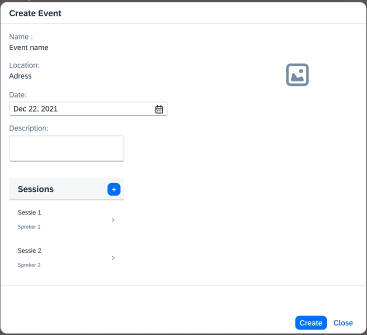 Create Event
Name :
Event name
Location:
Adress
Date:
Dec 22, 2021
Description:
Sessions
+
Sessie 1
Spreker 1
Sessie 2
Spreker 2
Create Close